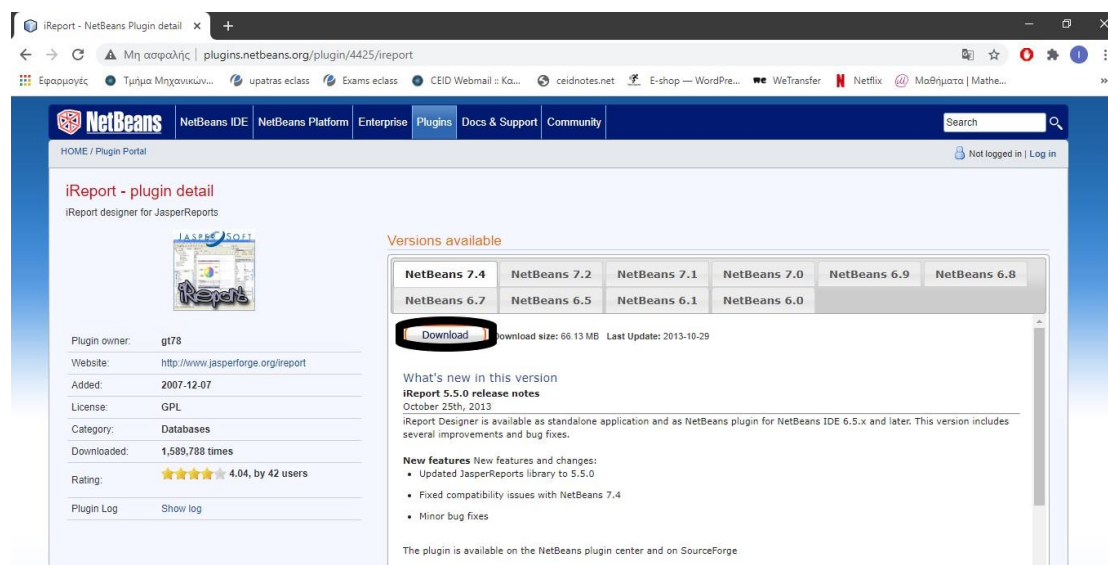 iReport - NetBeans Plugin detail
Μη ασφαλής | plugins.netbeans.org/plugin/4425/ireport
Εφαρμογές Τμήμα Μηχανικών... upatras eclass Exams eclass CEID Webmail :: Κα... ceidnotes.net E-shop — WordPre... we WeTransfer Netflix Μαθήματα | Mathe...
NetBeans NetBeans IDE NetBeans Platform Enterprise Plugins Docs & Support Community Search
HOME / Plugin Portal Not logged in | Log in
iReport - plugin detail
iReport designer for JasperReports
JASPERSOFT
iReport
Plugin owner: gt78
Website: http://www.jasperforge.org/ireport
Added: 2007-12-07
License: GPL
Category: Databases
Downloaded: 1,589,788 times
Rating: 4.04, by 42 users
Plugin Log Show log
Versions available
NetBeans 7.4 NetBeans 7.2 NetBeans 7.1 NetBeans 7.0 NetBeans 6.9 NetBeans 6.8
NetBeans 6.7 NetBeans 6.5 NetBeans 6.1 NetBeans 6.0
Download Download size: 66.13 MB Last Update: 2013-10-29
What's new in this version
iReport 5.5.0 release notes
October 25th, 2013
iReport Designer is available as standalone application and as NetBeans plugin for NetBeans IDE 6.5.x and later. This version includes
several improvements and bug fixes.
New features New features and changes:
• Updated JasperReports library to 5.5.0
• Fixed compatibility issues with NetBeans 7.4
• Minor bug fixes
The plugin is available on the NetBeans plugin center and on SourceForge